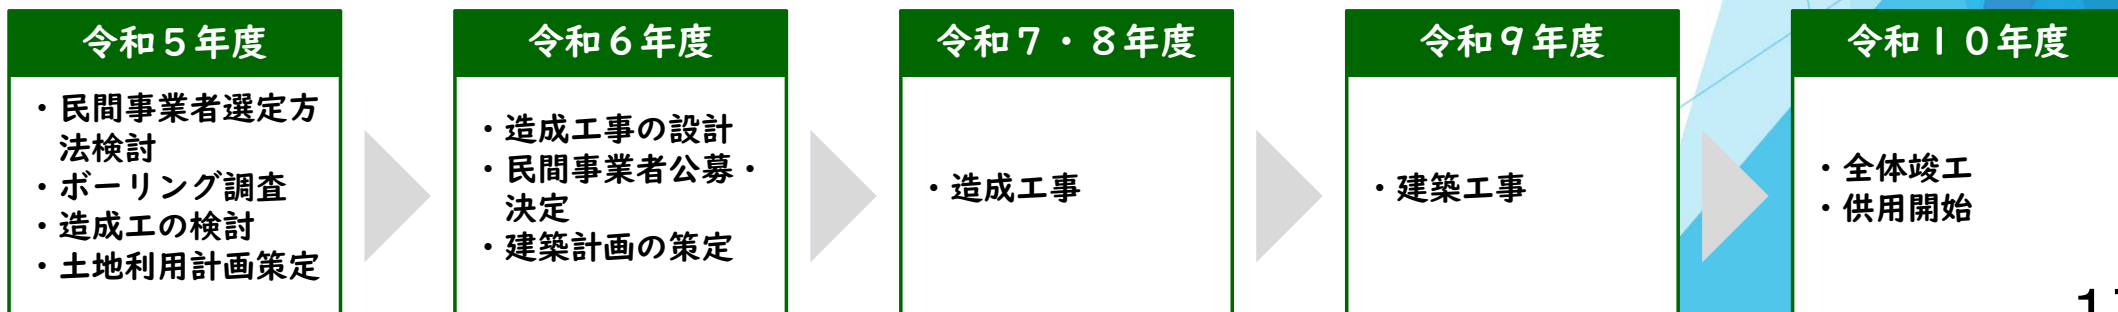 令和５年度
・民間事業者選定方
法検討
・ボーリング調査
・造成工の検討
・土地利用計画策定
令和６年度
・造成工事の設計
・民間事業者公募・
決定
・建築計画の策定
令和７・８年度
・造成工事
令和９年度
・建築工事
令和１０年度
・全体竣工
・供用開始